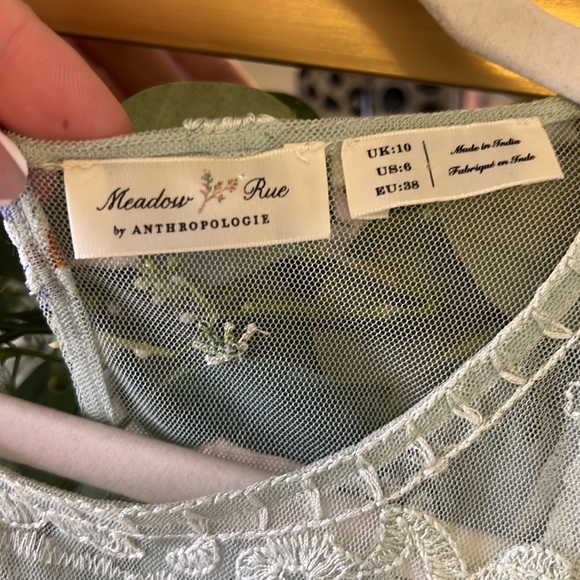 Meadow Rue
by ANTHROPOLOGIE
UK:10
US:6
EU:38
Made in India
Fabriqué en Inde